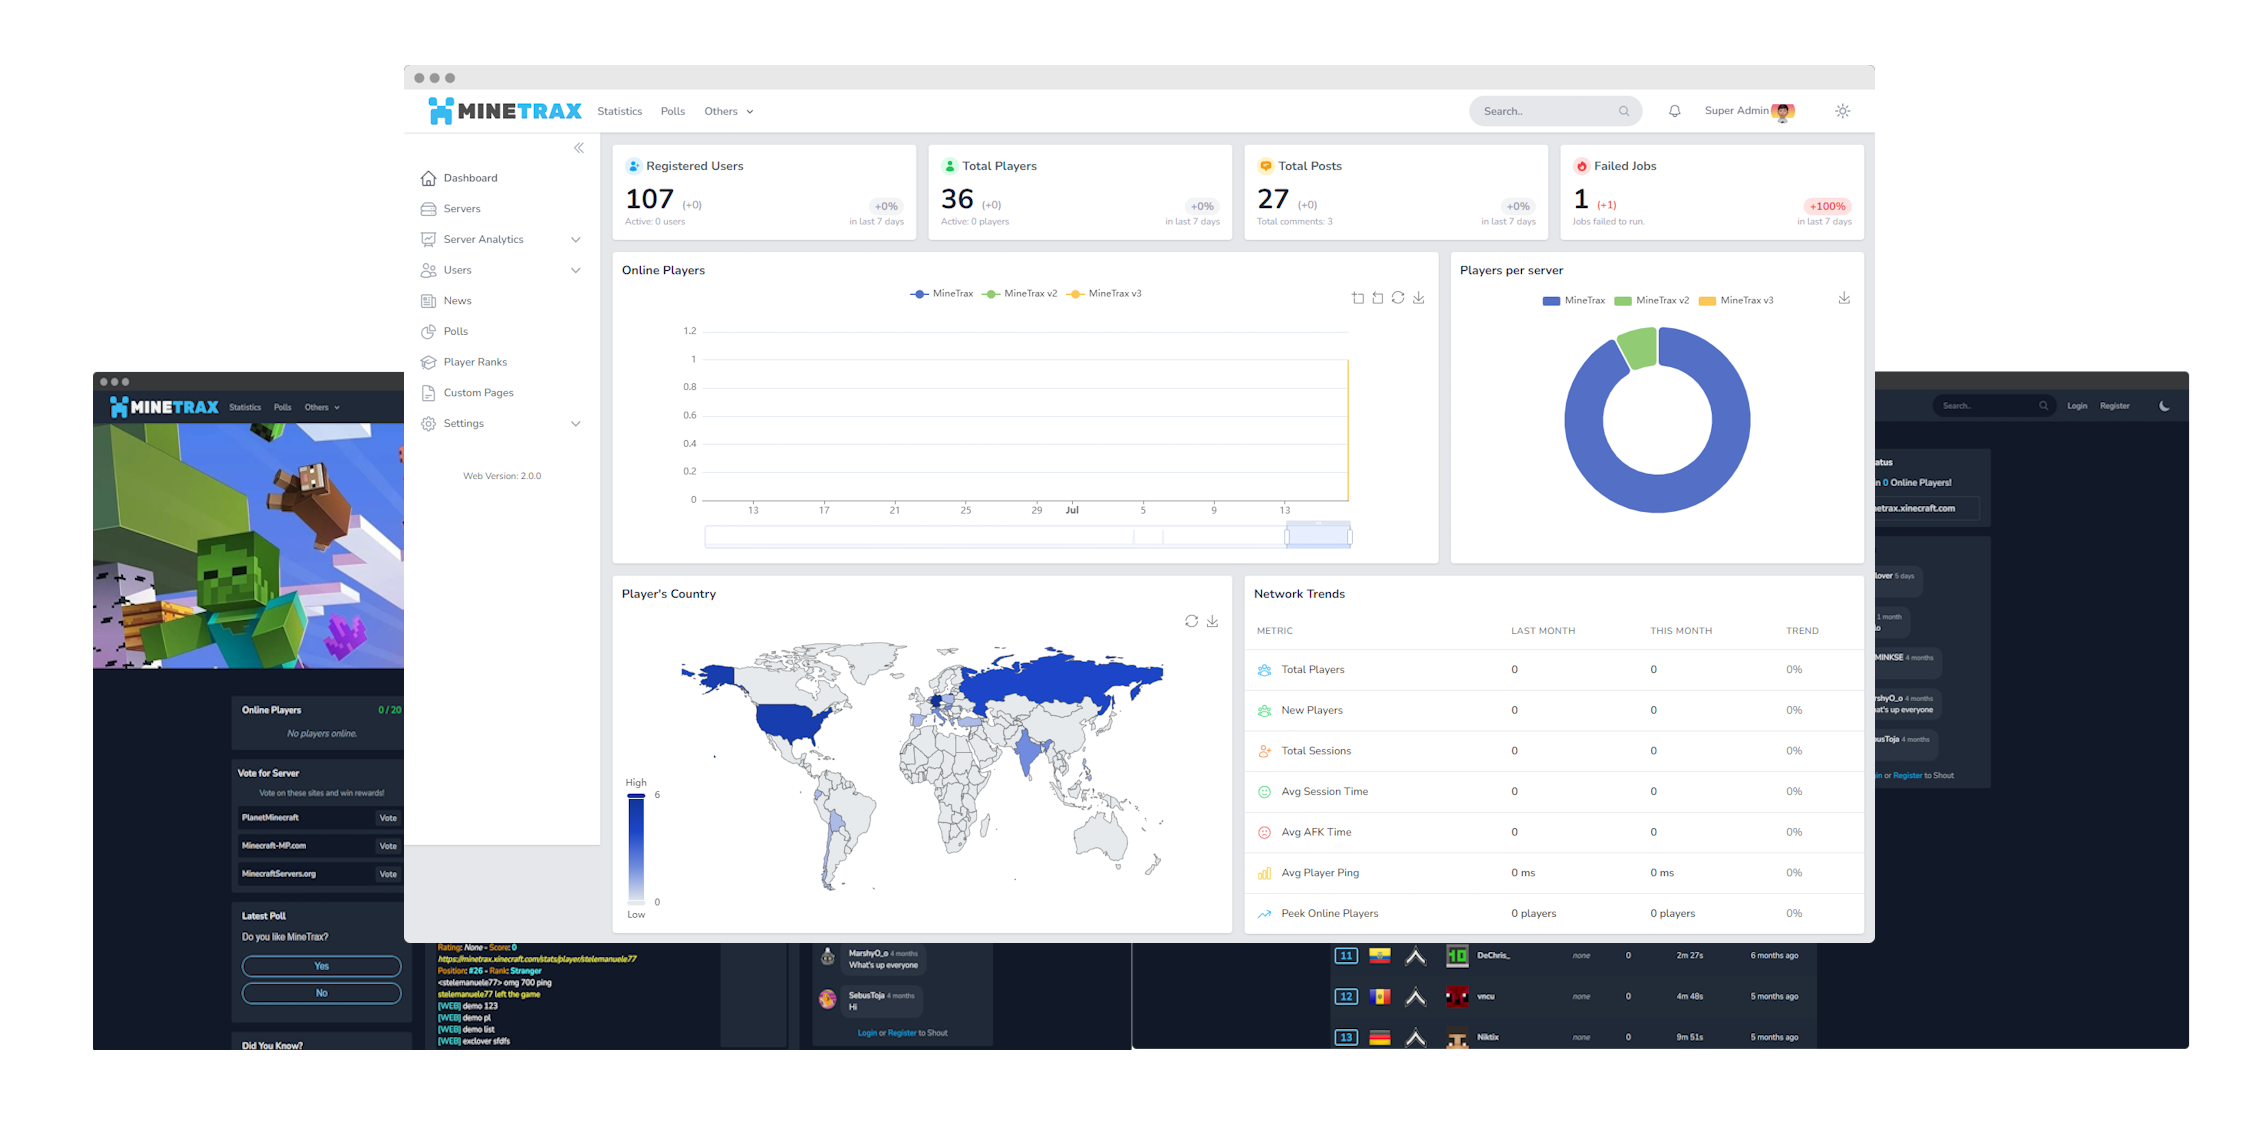 MINETRAX
Statistics
Polls
Others
Search..
Super Admin
Dashboard
Servers
Server Analytics
Users
News
Polls
Player Ranks
Custom Pages
Settings
Web Version: 2.0.0
Registered Users
107 (+0)
+0%
Active: 0 users
in last 7 days
Total Players
36 (+0)
+0%
Active: 0 players
in last 7 days
Total Posts
27 (+0)
+0%
Total comments: 3
in last 7 days
Failed Jobs
1 (+1)
+100%
Jobs failed to run.
in last 7 days
Online Players
MineTrax
MineTrax v2
MineTrax v3
1.2
1
0.8
0.6
0.4
0.2
0
13 17 21 25 29 Jul 5 9 13
Players per server
MineTrax
MineTrax v2
MineTrax v3
Player's Country
High
6
0
Low
Network Trends
METRIC LAST MONTH THIS MONTH TREND
Total Players 0 0 0%
New Players 0 0 0%
Total Sessions 0 0 0%
Avg Session Time 0 0 0%
Avg AFK Time 0 0 0%
Avg Player Ping 0 ms 0 ms 0%
Peek Online Players 0 players 0 players 0%
MINETRAX
Statistics
Polls
Others
Online Players 0 / 20
No players online.
Vote for Server
Vote on these sites and win rewards!
PlanetMinecraft Vote
Minecraft-MP.com Vote
MinecraftServers.org Vote
Latest Poll
Do you like MineTrax?
Yes
No
Did You Know?
Rating: None - Score: 0
https://minetrax.xinecraft.com/stats/player/stelemanuele77
Position: #26 - Rank: Stranger
<stelemanuele77> omg 700 ping
stelemanuele77 left the game
[WEB] demo 123
[WEB] demo pl
[WEB] demo list
[WEB] exclover sfdfs
MarshyO_o 4 months
What's up everyone
SebusToja 4 months
Hi
Login or Register to Shout
Search..
Login
Register
atus
n 0 Online Players!
netrax.xinecraft.com
lover 5 days
1 month
lo
MINKSE 4 months
rshyO_o 4 months
at's up everyone
busToja 4 months
in or Register to Shout
11 DeChris_ none 0 2m 27s 6 months ago
12 vncu none 0 4m 48s 5 months ago
13 Niktix none 0 9m 51s 5 months ago